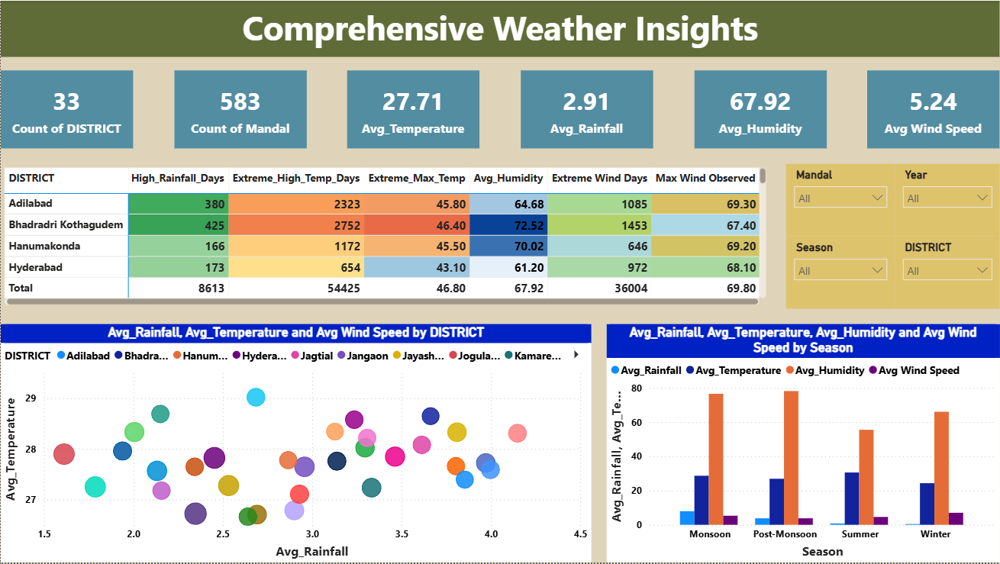 Comprehensive Weather Insights
33
Count of DISTRICT
583
Count of Mandal
27.71
Avg_Temperature
2.91
Avg_Rainfall
67.92
Avg_Humidity
5.24
Avg Wind Speed
DISTRICT High_Rainfall_Days Extreme_High_Temp_Days Extreme_Max_Temp Avg_Humidity Extreme Wind Days Max Wind Observed
Adilabad 380 2323 45.80 64.68 1085 69.30
Bhadradri Kothagudem 425 2752 46.40 72.52 1453 67.40
Hanumakonda 166 1172 45.50 70.02 646 69.20
Hyderabad 173 654 43.10 61.20 972 68.10
Total 8613 54425 46.80 67.92 36004 69.80
Mandal
All
Year
All
Season
All
DISTRICT
All
Avg_Rainfall, Avg_Temperature and Avg Wind Speed by DISTRICT
DISTRICT Adilabad Bhadra... Hanum... Hydera... Jagtial Jangaon Jayash... Jogula... Kamare...
Avg_Temperature
29
28
27
1.5 2.0 2.5 3.0 3.5 4.0 4.5
Avg_Rainfall
Avg_Rainfall, Avg_Temperature, Avg_Humidity and Avg Wind
Speed by Season
Avg_Rainfall Avg_Temperature Avg_Humidity Avg Wind Speed
Avg_Rainfall, Avg_Te...
80
60
40
20
0
Monsoon Post-Monsoon Summer Winter
Season